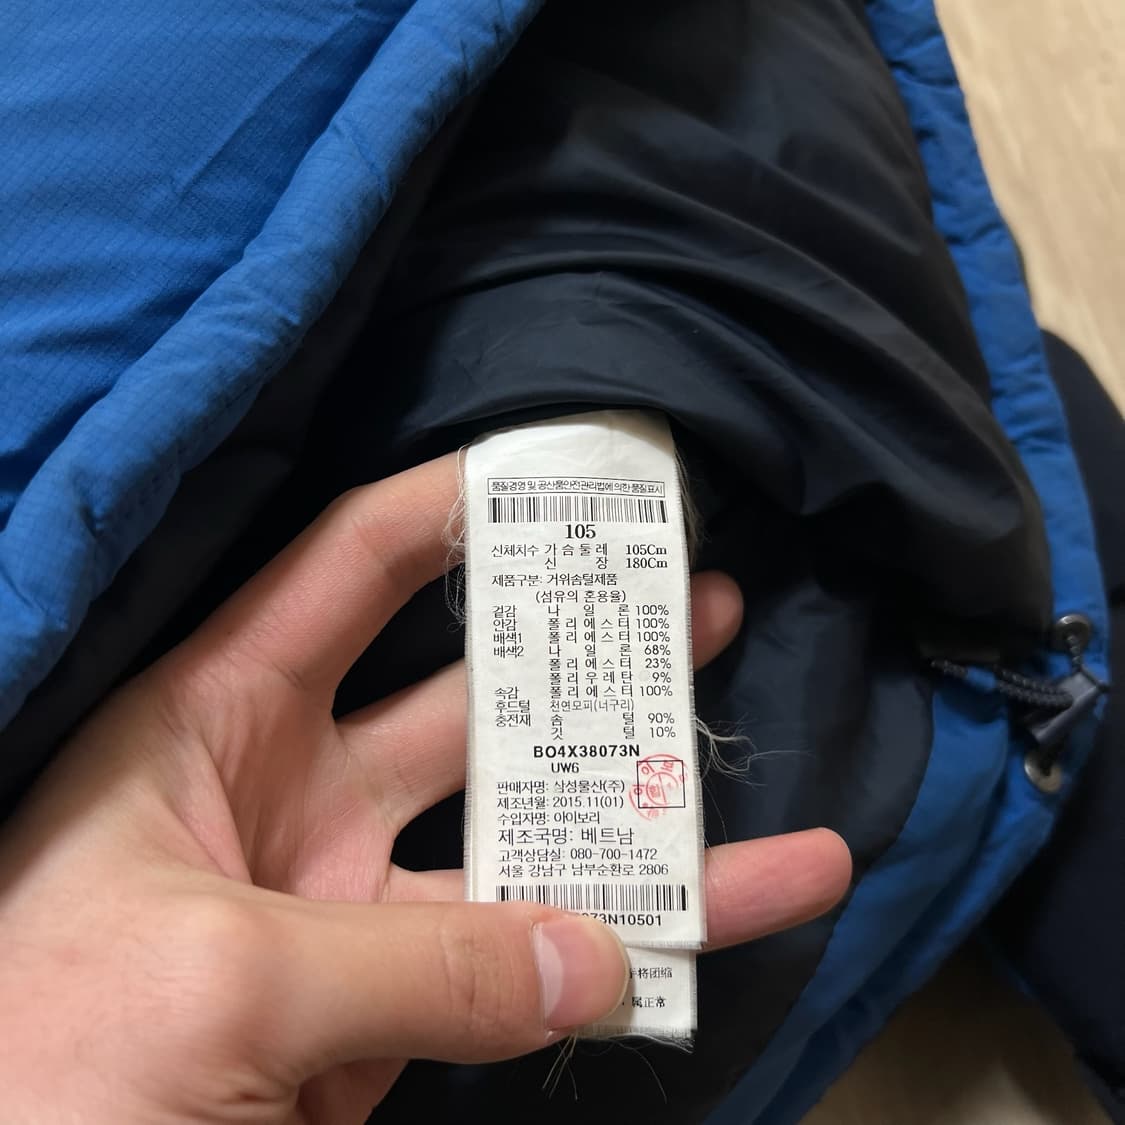 품질경영 및 공산품안전관리법에 의한 품질표시
105
신체치수 가슴둘레 105Cm
신장 180Cm
제품구분: 거위솜털제품
(섬유의 혼용율)
겉감 나일론 100%
안감 폴리에스터 100%
배색1 폴리에스터 100%
배색2 나일론 68%
폴리에스터 23%
폴리우레탄 9%
속감 폴리에스터 100%
후드털 천연모피(너구리)
충전재 솜털 90%
깃털 10%
BO4X38073N
UW6
판매자명: 삼성물산(주)
제조년월: 2015.11(01)
수입자명: 아이보리
제조국명: 베트남
고객상담실: 080-700-1472
서울 강남구 남부순환로 2806
073N10501
将团缩
属正常